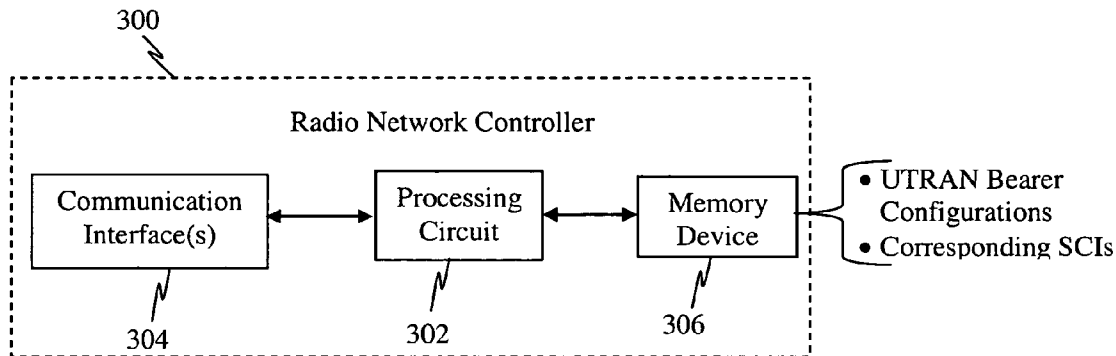 300
Radio Network Controller
Communication
Interface(s)
Processing
Circuit
Memory
Device
• UTRAN Bearer
Configurations
• Corresponding SCIs
304
302
306